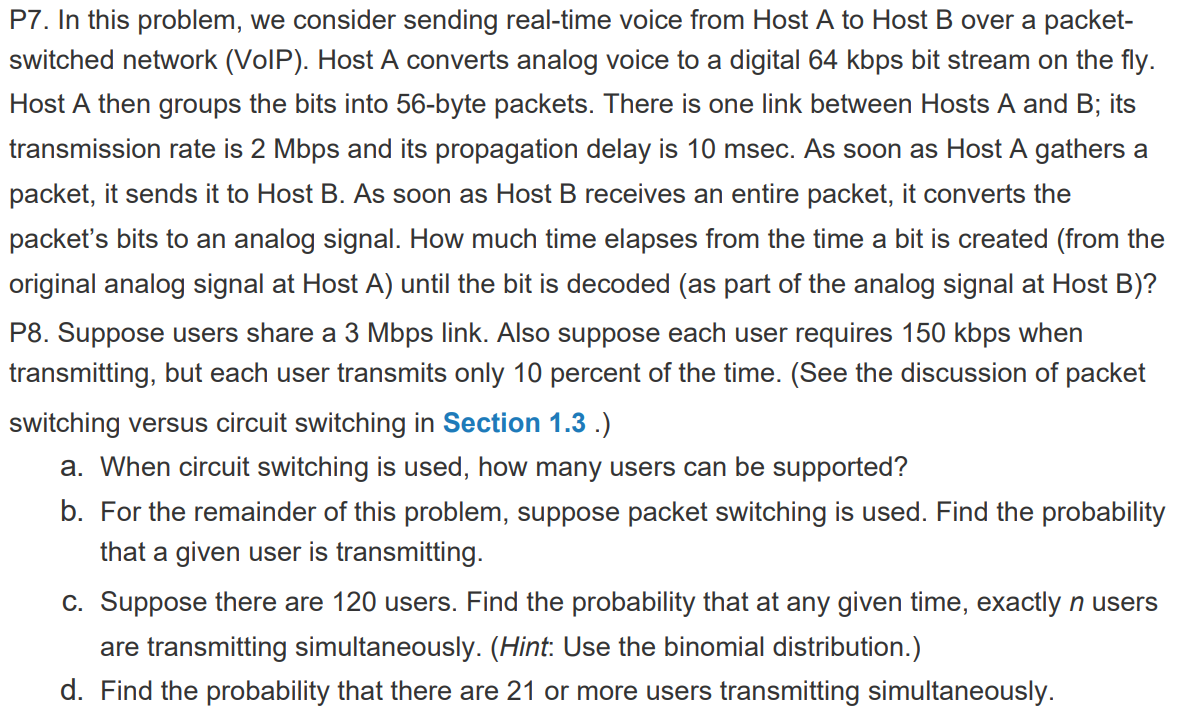 P7. In this problem, we consider sending real-time voice from Host A to Host B over a packet-
switched network (VoIP). Host A converts analog voice to a digital 64 kbps bit stream on the fly.
Host A then groups the bits into 56-byte packets. There is one link between Hosts A and B; its
transmission rate is 2 Mbps and its propagation delay is 10 msec. As soon as Host A gathers a
packet, it sends it to Host B. As soon as Host B receives an entire packet, it converts the
packet’s bits to an analog signal. How much time elapses from the time a bit is created (from the
original analog signal at Host A) until the bit is decoded (as part of the analog signal at Host B)?
P8. Suppose users share a 3 Mbps link. Also suppose each user requires 150 kbps when
transmitting, but each user transmits only 10 percent of the time. (See the discussion of packet
switching versus circuit switching in Section 1.3 .)
a. When circuit switching is used, how many users can be supported?
b. For the remainder of this problem, suppose packet switching is used. Find the probability
that a given user is transmitting.
c. Suppose there are 120 users. Find the probability that at any given time, exactly n users
are transmitting simultaneously. (Hint: Use the binomial distribution.)
d. Find the probability that there are 21 or more users transmitting simultaneously.